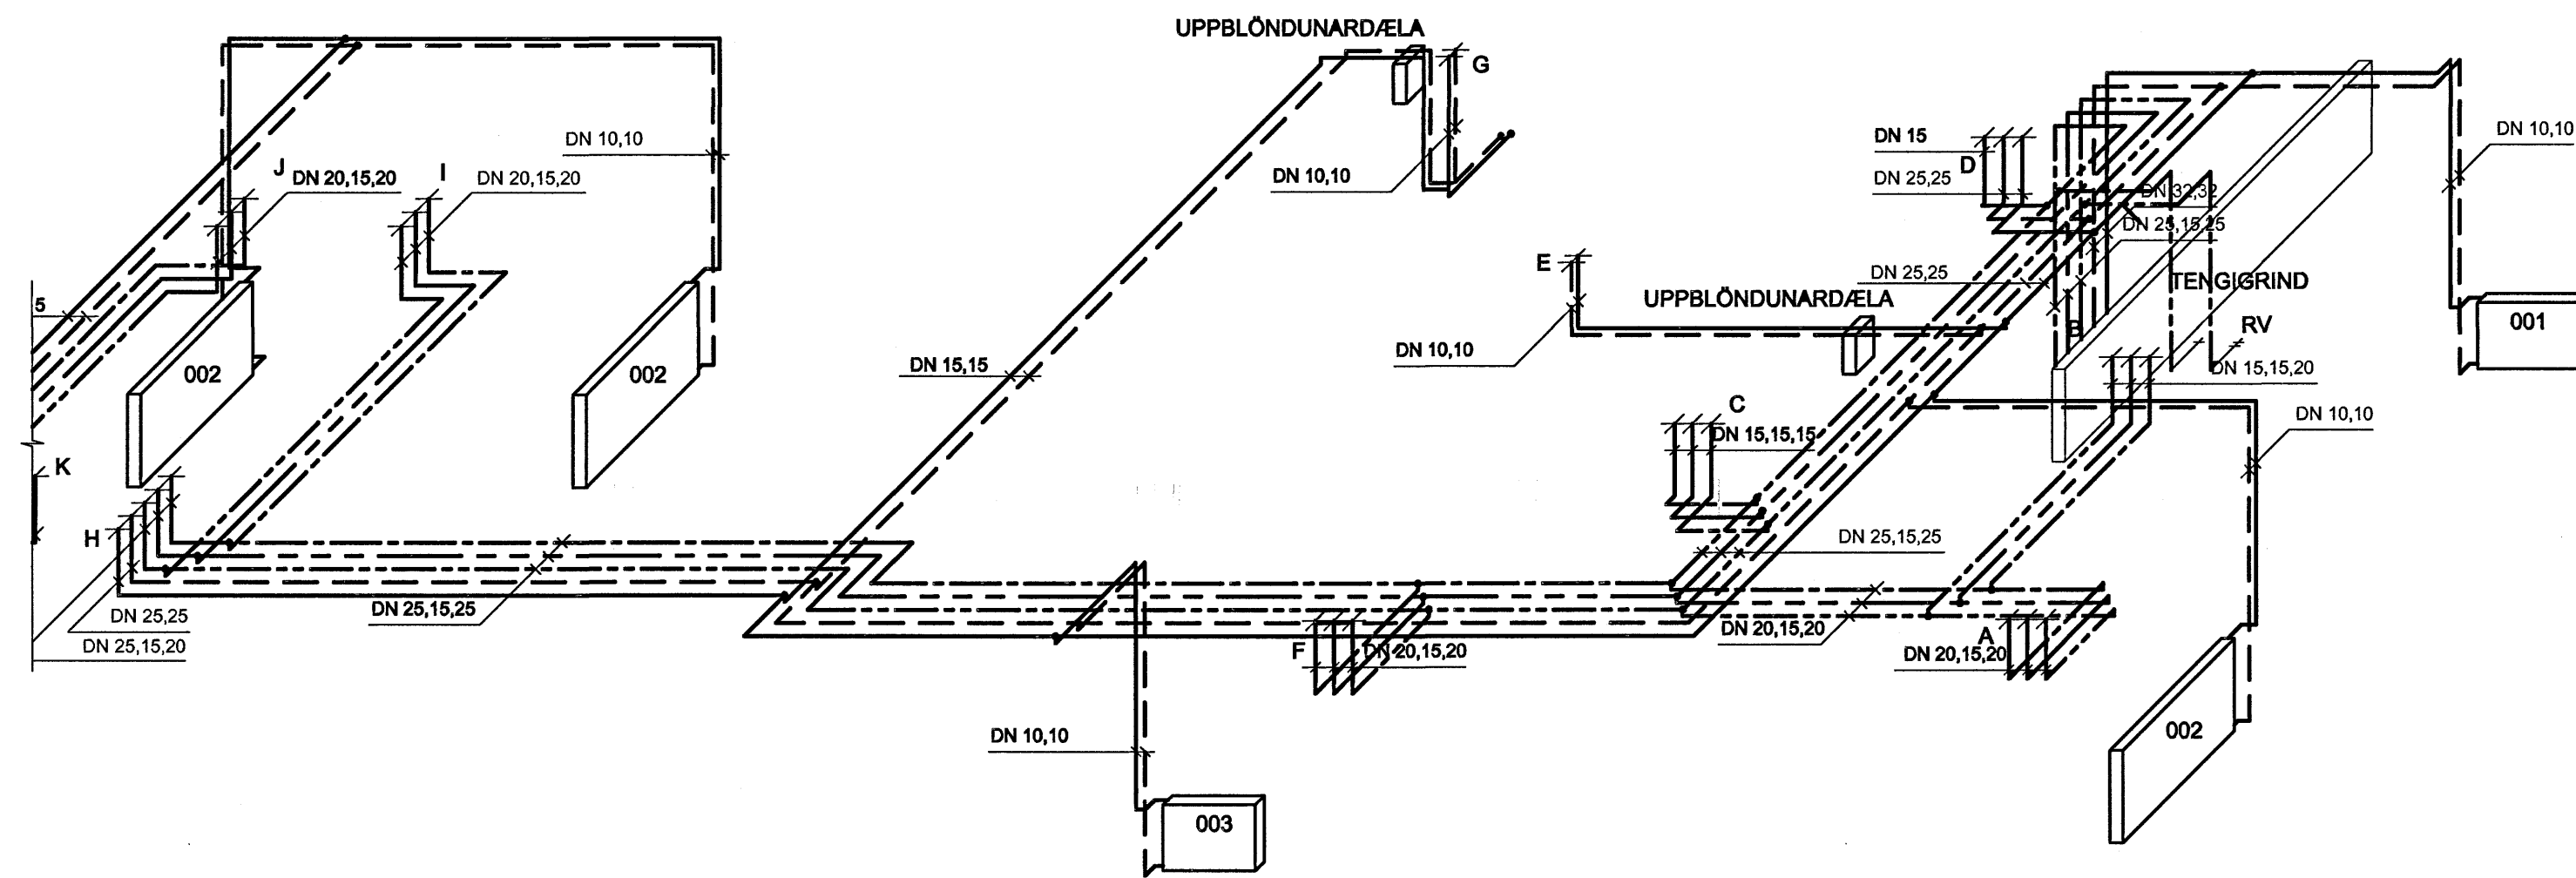 UPPBLÖNDUNARDÆLA
G
DN 10,10
DN 10,10
DN 15
D
DN 25,25
DN 10,10
J
DN 20,15,20
I
DN 20,15,20
DN 32,32
DN 25,15,25
E
DN 25,25
TENGIGRIND
UPPBLÖNDUNARDÆLA
5
B
RV
001
DN 10,10
DN 15,15
002
002
DN 15,15,20
C
DN 10,10
DN 15,15,15
K
H
DN 25,15,25
DN 25,25
DN 25,15,25
DN 25,15,20
F
DN 20,15,20
DN 20,15,20
A
DN 20,15,20
DN 10,10
002
003